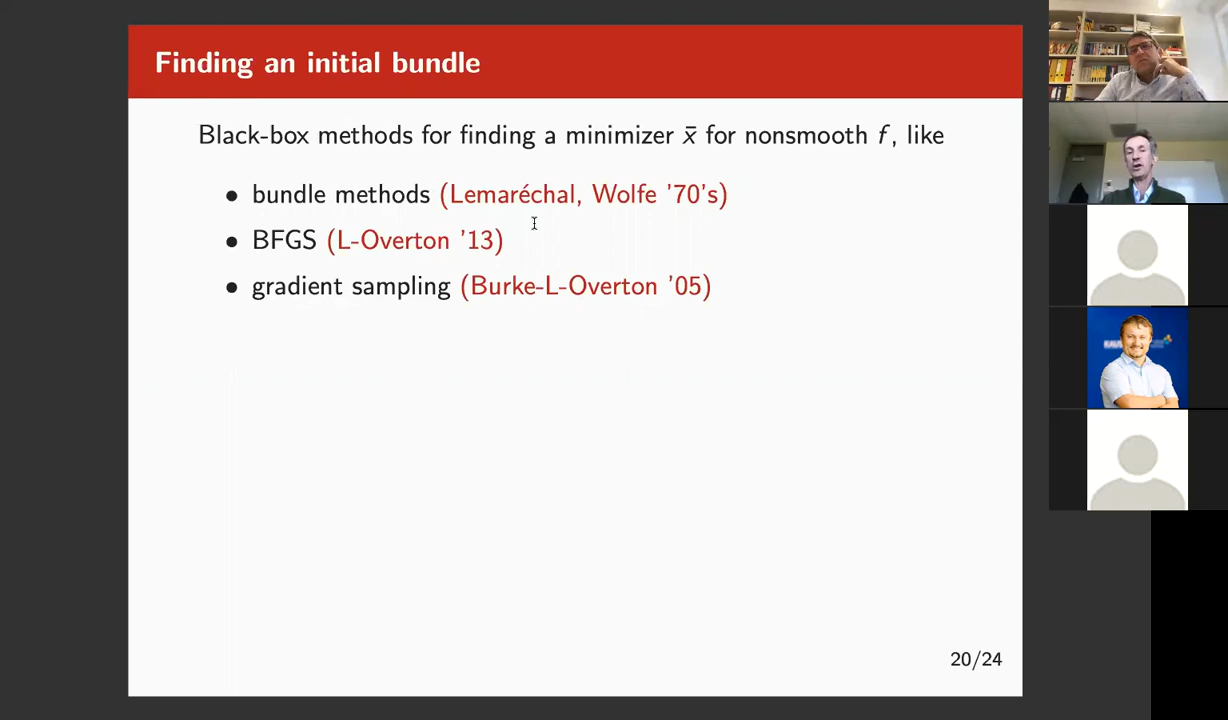 Finding an initial bundle
Black-box methods for finding a minimizer x̄ for nonsmooth f, like
• bundle methods (Lemaréchal, Wolfe '70's)
• BFGS (L-Overton '13)
• gradient sampling (Burke-L-Overton '05)
20/24